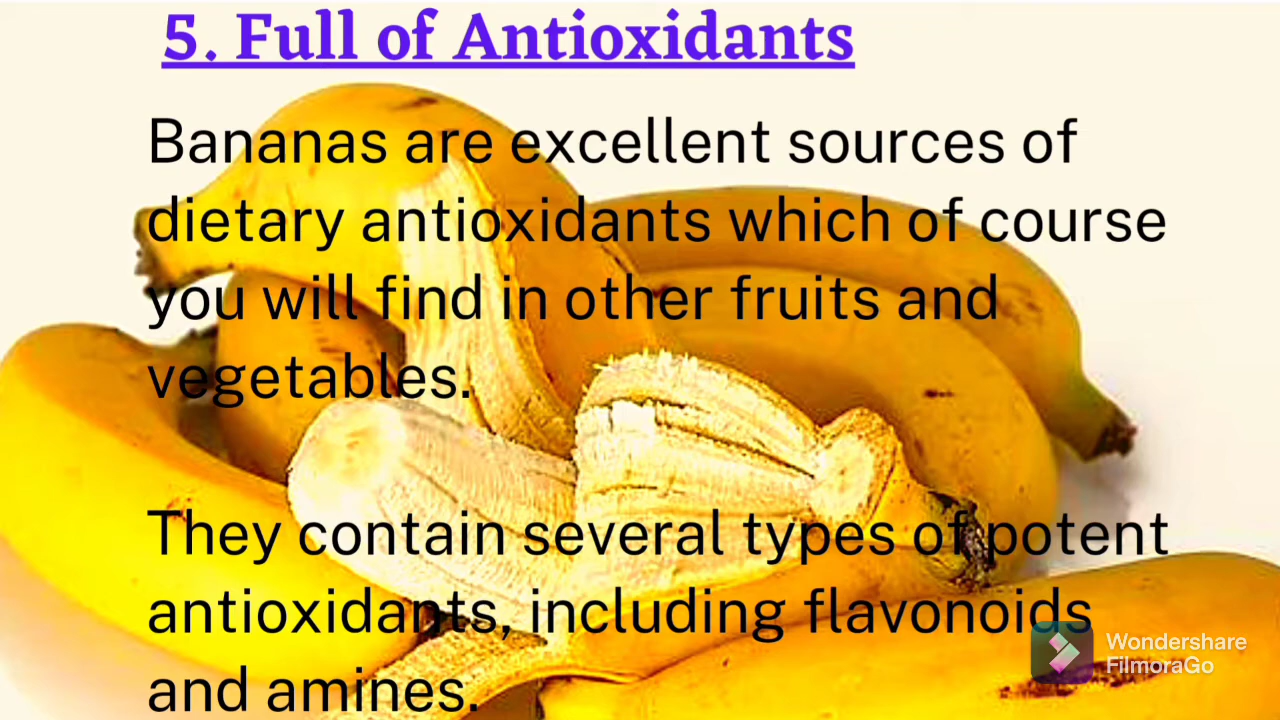 5. Full of Antioxidants
Bananas are excellent sources of
dietary antioxidants which of course
you will find in other fruits and
vegetables.
They contain several types of potent
antioxidants, including flavonoids
and amines.
Wondershare
FilmoraGo